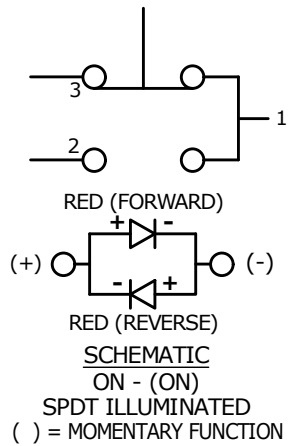 3
1
2
RED (FORWARD)
+ -
(+) (-)
- +
RED (REVERSE)
SCHEMATIC
ON - (ON)
SPDT ILLUMINATED
( ) = MOMENTARY FUNCTION